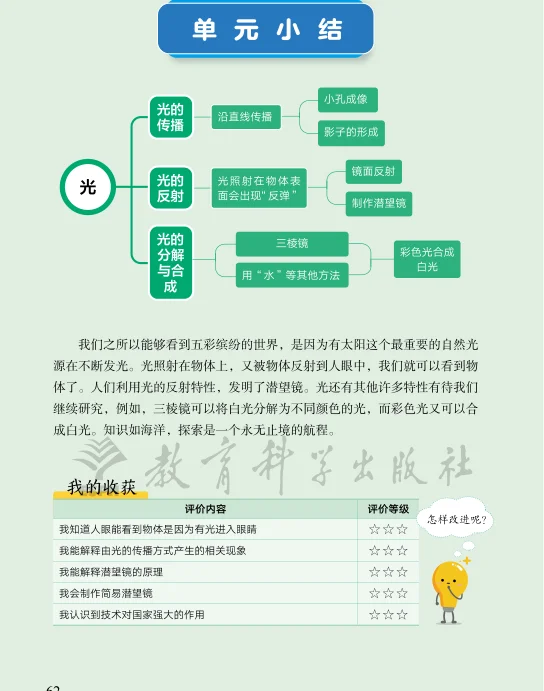 单元小结
光
光的
传播
沿直线传播
小孔成像
影子的形成
光的
反射
光照射在物体表
面会出现“反弹”
镜面反射
制作潜望镜
光的
分解
与合
成
三棱镜
用“水”等其他方法
彩色光合成
白光
我们之所以能够看到五彩缤纷的世界，是因为有太阳这个最重要的自然光
源在不断发光。光照射在物体上，又被物体反射到人眼中，我们就可以看到物
体了。人们利用光的反射特性，发明了潜望镜。光还有其他许多特性有待我们
继续研究，例如，三棱镜可以将白光分解为不同颜色的光，而彩色光又可以合
成白光。知识如海洋，探索是一个永无止境的航程。
教育科学出版社
我的收获
评价内容 评价等级
我知道人眼能看到物体是因为有光进入眼睛 ☆☆☆
我能解释由光的传播方式产生的相关现象 ☆☆☆
我能解释潜望镜的原理 ☆☆☆
我会制作简易潜望镜 ☆☆☆
我认识到技术对国家强大的作用 ☆☆☆
怎样改进呢？
62